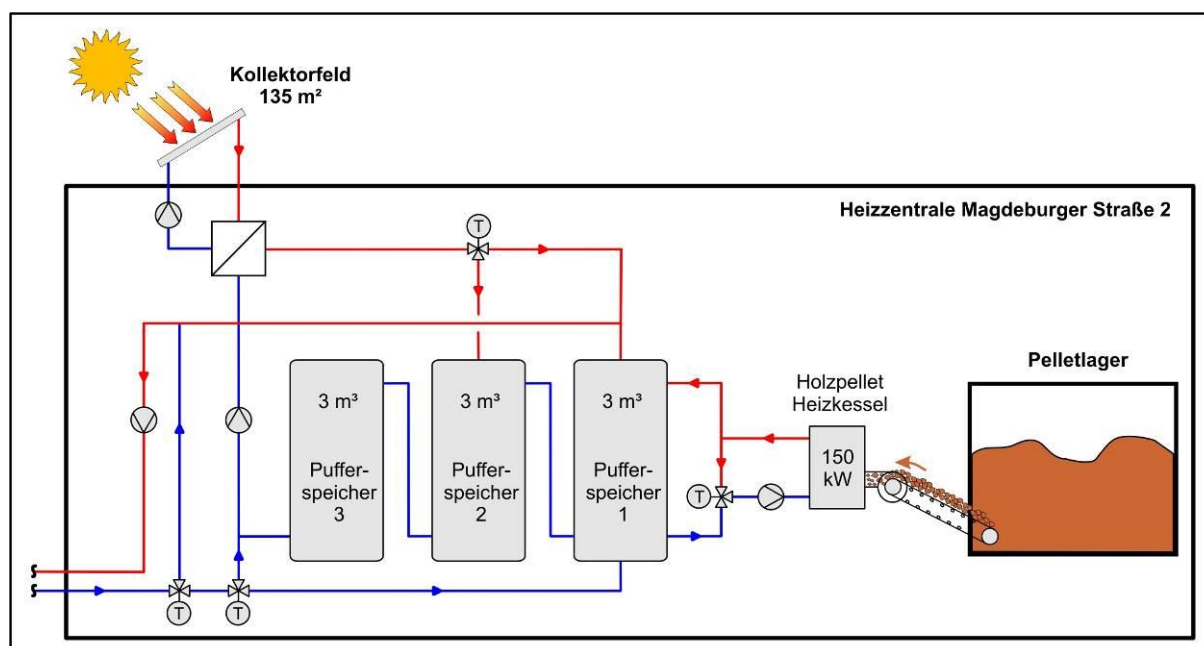 Kollektorfeld
135 m²
Heizzentrale Magdeburger Straße 2
T
Pelletlager
Holzpellet
Heizkessel
3 m³
3 m³
3 m³
Puffer-
speicher
3
Puffer-
speicher
2
Puffer-
speicher
1
150
kW
T
T
T